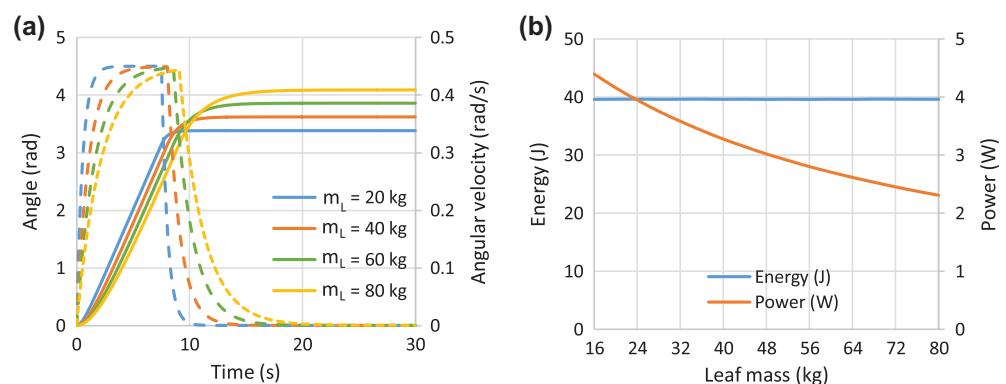 (a)
5
4
3
2
1
0
Angle (rad)
0.5
0.4
0.3
0.2
0.1
0
Angular velocity (rad/s)
m_L = 20 kg
m_L = 40 kg
m_L = 60 kg
m_L = 80 kg
0 10 20 30
Time (s)
(b)
50
40
30
20
10
0
Energy (J)
5
4
3
2
1
0
Power (W)
Energy (J)
Power (W)
16 24 32 40 48 56 64 72 80
Leaf mass (kg)